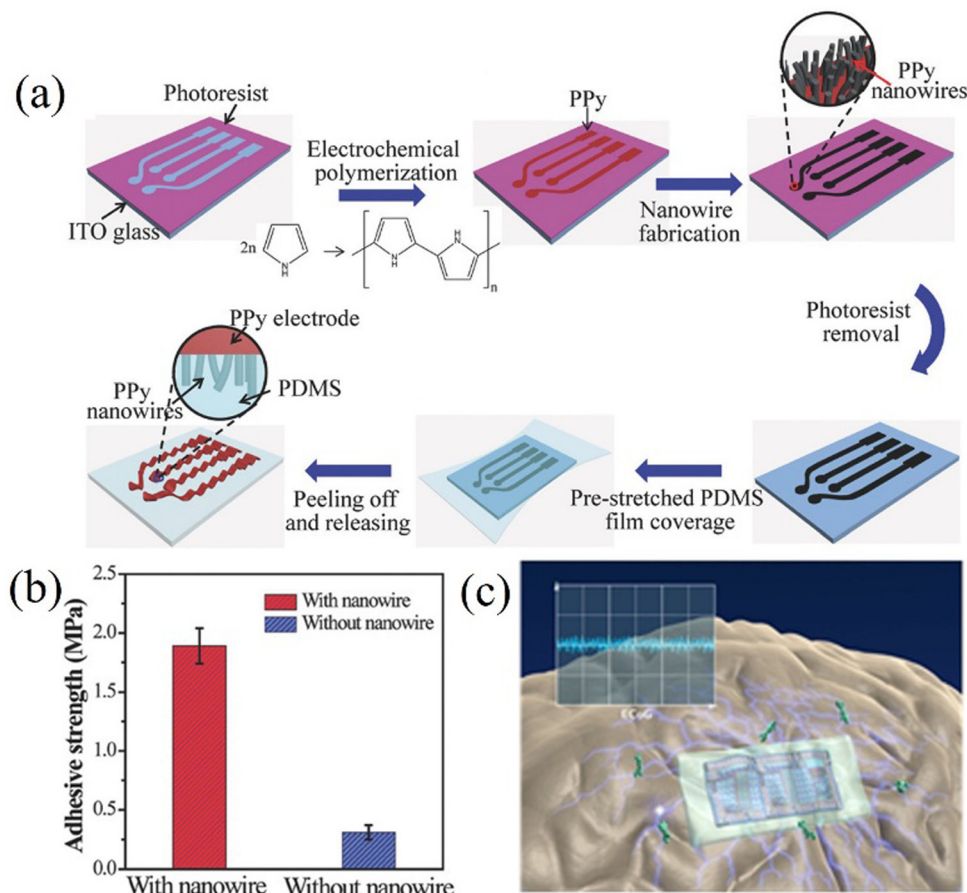 (a)
Photoresist
ITO glass
Electrochemical
polymerization
2n
N
H
H
N
N
H
n
PPy
Nanowire
fabrication
PPy
nanowires
Photoresist
removal
PPy electrode
PPy
nanowires
PDMS
Peeling off
and releasing
Pre-stretched PDMS
film coverage
(b)
Adhesive strength (MPa)
2.5
2.0
1.5
1.0
0.5
0.0
With nanowire
Without nanowire
With nanowire
Without nanowire
(c)
ECoG